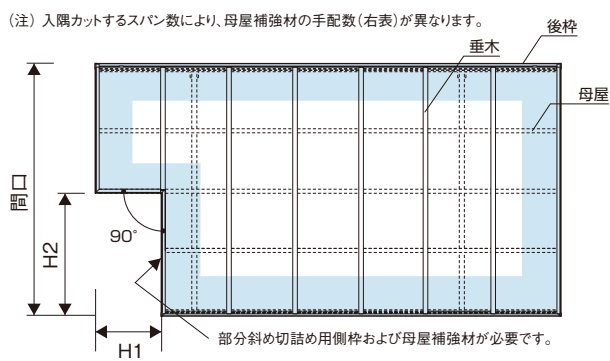 (注) 入隅カットするスパン数により、母屋補強材の手配数(右表)が異なります。
後枠
垂木
母屋
間口
H2
90°
H1
部分斜め切詰め用側枠および母屋補強材が必要です。